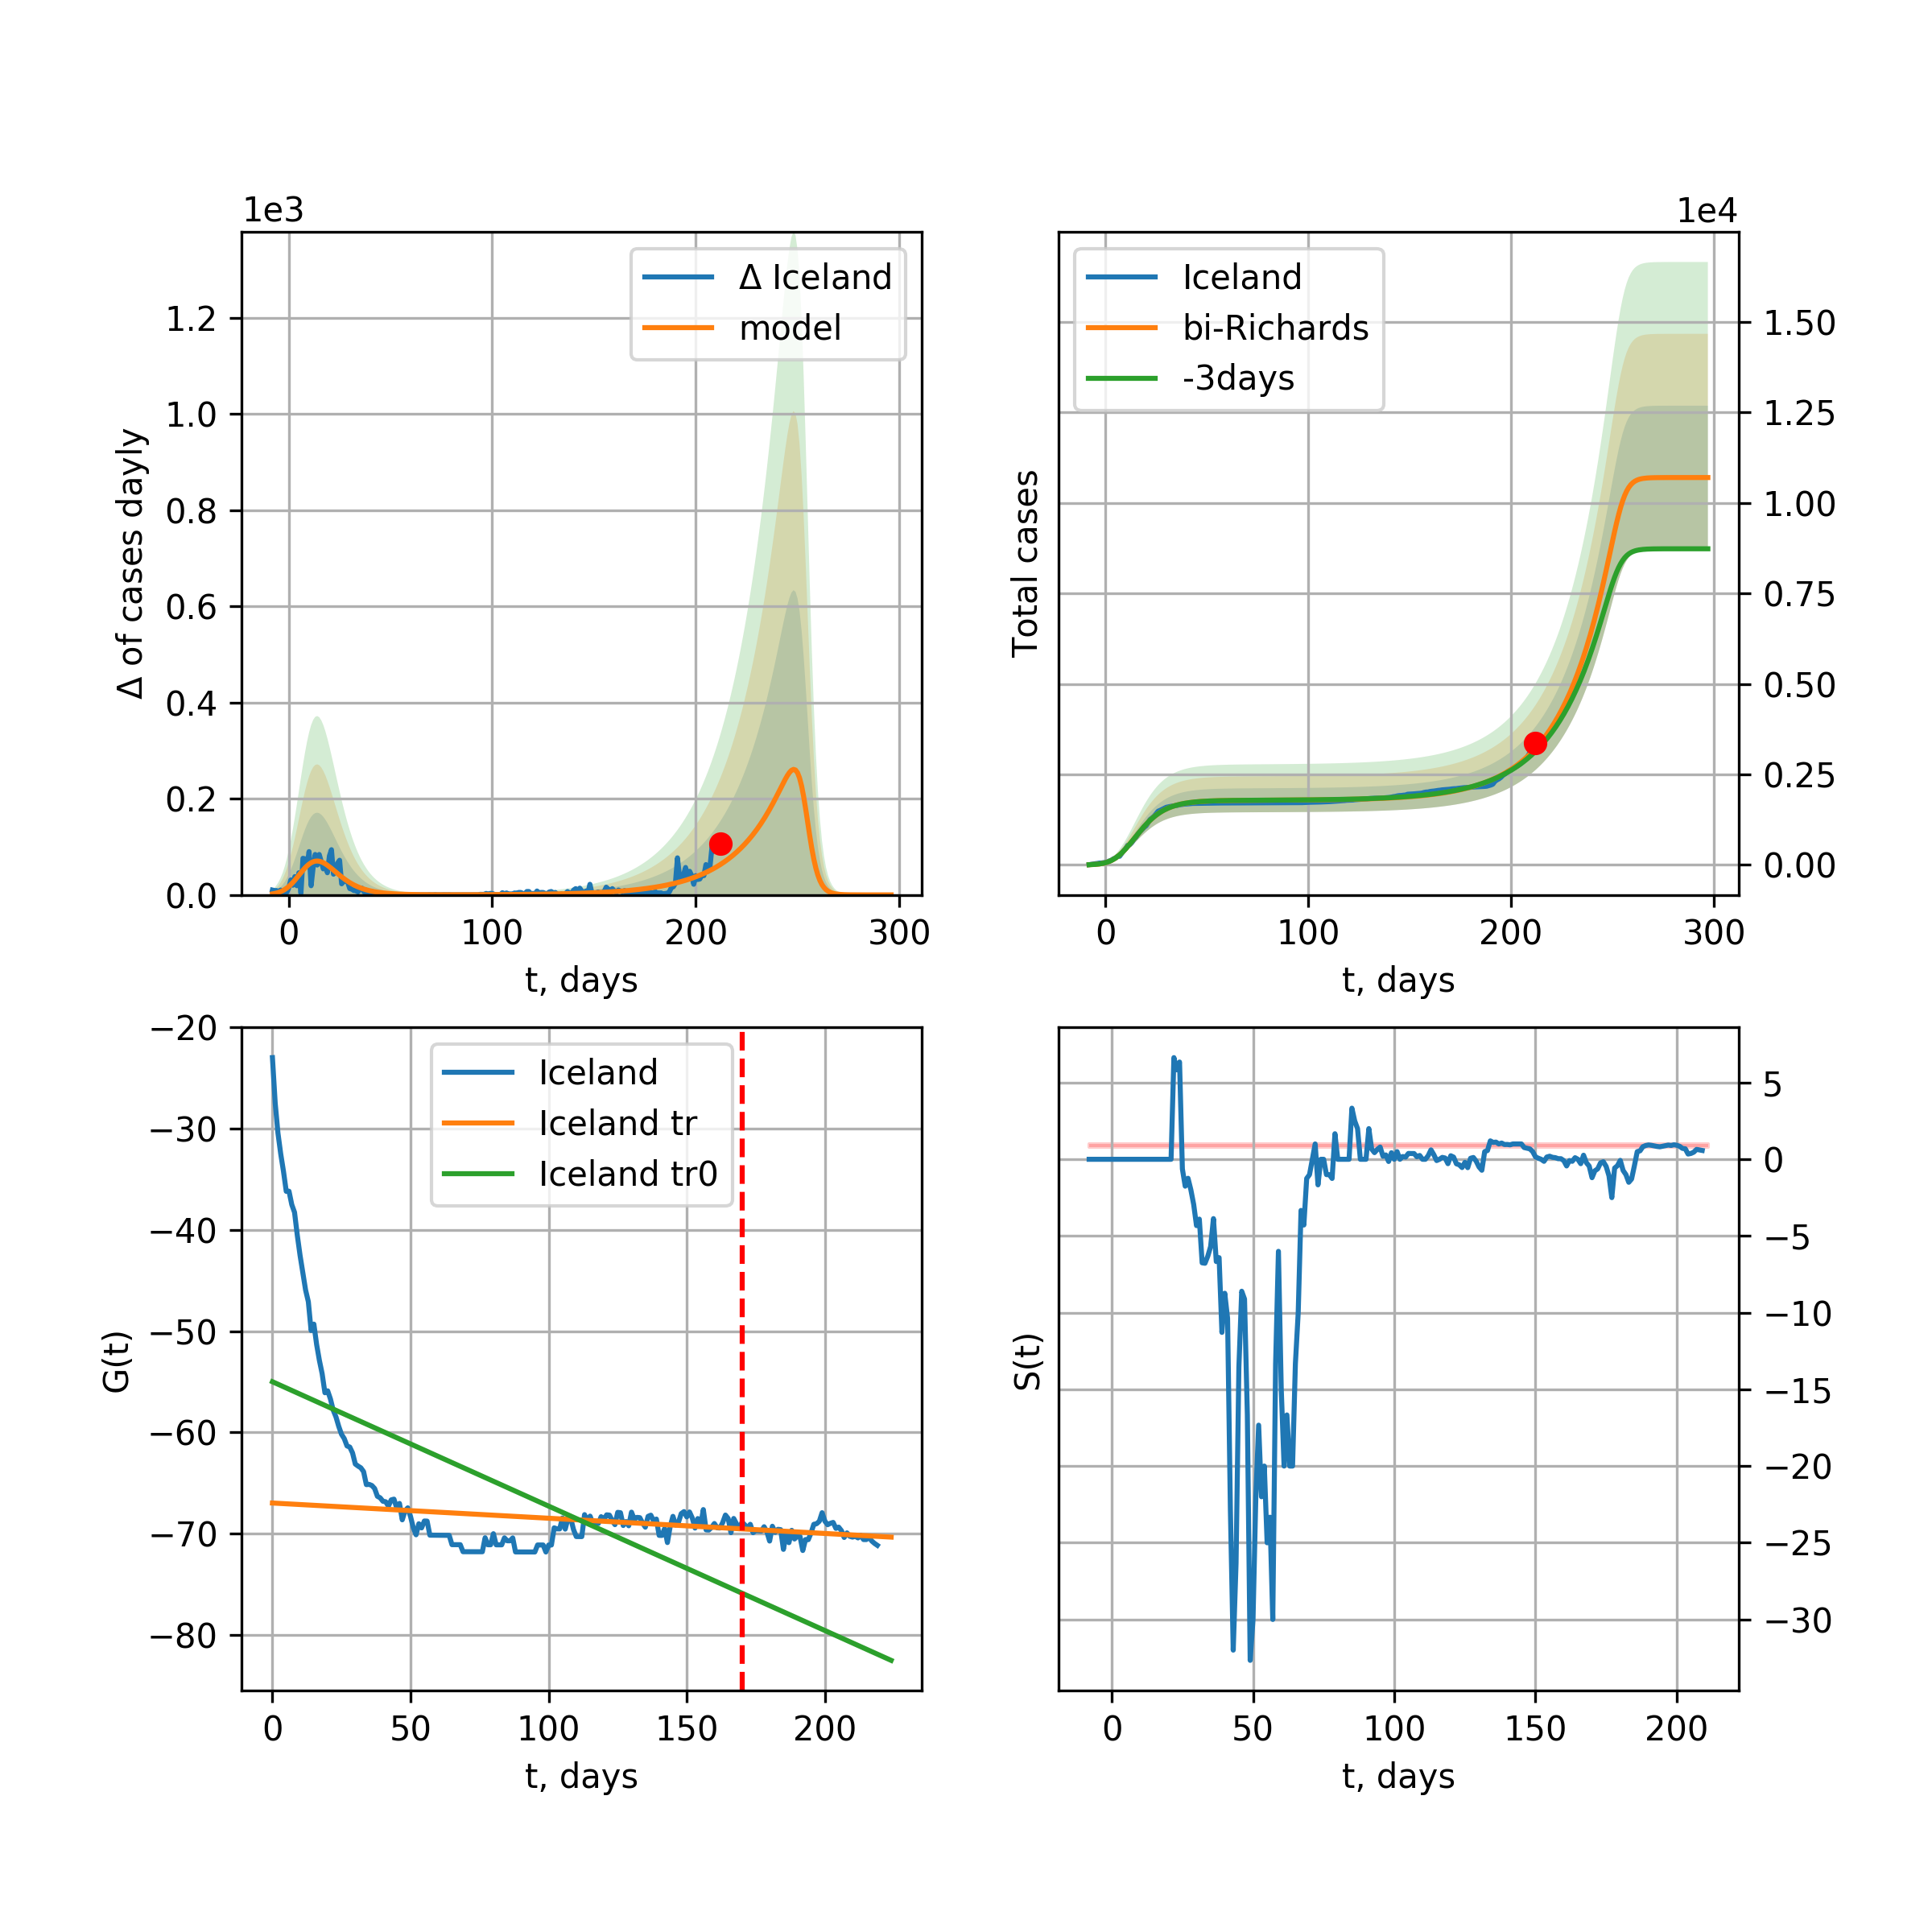 1e3
Δ Iceland
model
1.2
1.0
0.8
0.6
0.4
0.2
0.0
Δ of cases dayly
0 100 200 300
t, days
1e4
Iceland
bi-Richards
-3days
1.50
1.25
1.00
0.75
0.50
0.25
0.00
Total cases
0 100 200 300
t, days
Iceland
Iceland tr
Iceland tr0
−20
−30
−40
−50
−60
−70
−80
G(t)
0 50 100 150 200
t, days
5
0
−5
−10
−15
−20
−25
−30
S(t)
0 50 100 150 200
t, days